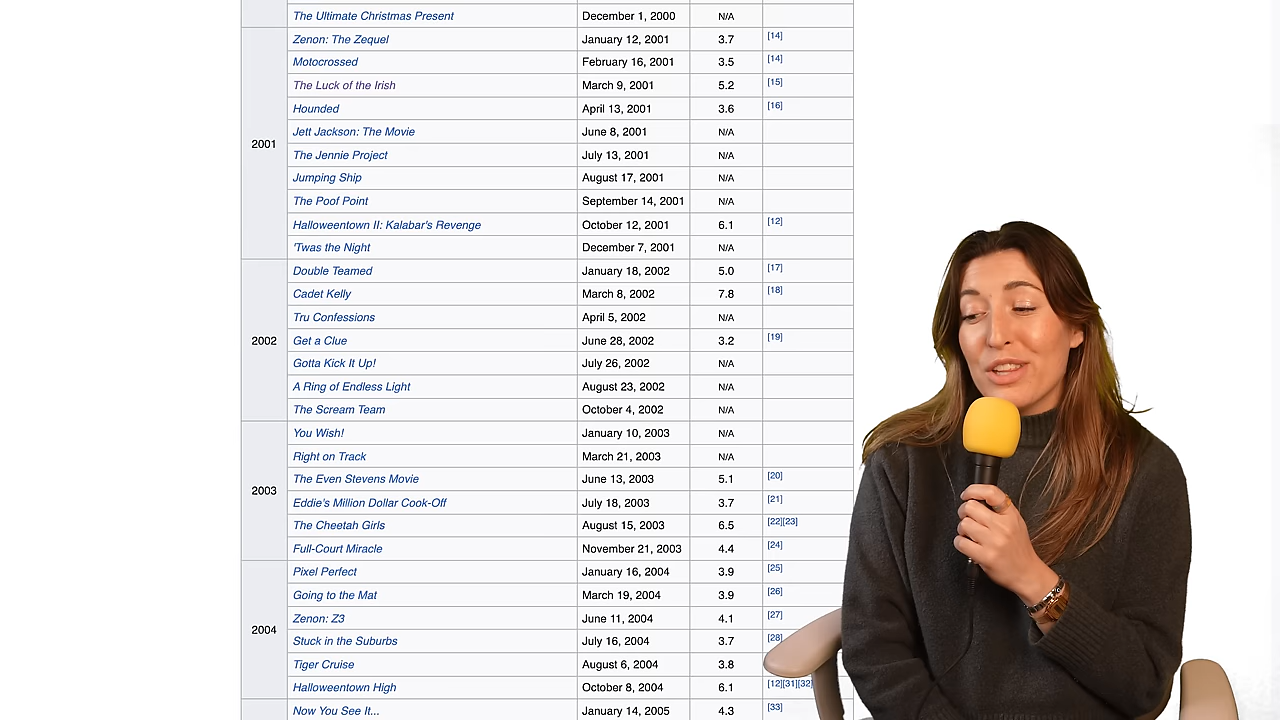 The Ultimate Christmas Present December 1, 2000 N/A
2001
Zenon: The Zequel January 12, 2001 3.7 [14]
Motocrossed February 16, 2001 3.5 [14]
The Luck of the Irish March 9, 2001 5.2 [15]
Hounded April 13, 2001 3.6 [16]
Jett Jackson: The Movie June 8, 2001 N/A
The Jennie Project July 13, 2001 N/A
Jumping Ship August 17, 2001 N/A
The Poof Point September 14, 2001 N/A
Halloweentown II: Kalabar's Revenge October 12, 2001 6.1 [12]
'Twas the Night December 7, 2001 N/A
2002
Double Teamed January 18, 2002 5.0 [17]
Cadet Kelly March 8, 2002 7.8 [18]
Tru Confessions April 5, 2002 N/A
Get a Clue June 28, 2002 3.2 [19]
Gotta Kick It Up! July 26, 2002 N/A
A Ring of Endless Light August 23, 2002 N/A
The Scream Team October 4, 2002 N/A
2003
You Wish! January 10, 2003 N/A
Right on Track March 21, 2003 N/A
The Even Stevens Movie June 13, 2003 5.1 [20]
Eddie's Million Dollar Cook-Off July 18, 2003 3.7 [21]
The Cheetah Girls August 15, 2003 6.5 [22][23]
Full-Court Miracle November 21, 2003 4.4 [24]
2004
Pixel Perfect January 16, 2004 3.9 [25]
Going to the Mat March 19, 2004 3.9 [26]
Zenon: Z3 June 11, 2004 4.1 [27]
Stuck in the Suburbs July 16, 2004 3.7 [28]
Tiger Cruise August 6, 2004 3.8
Halloweentown High October 8, 2004 6.1 [12][31][32]
Now You See It... January 14, 2005 4.3 [33]